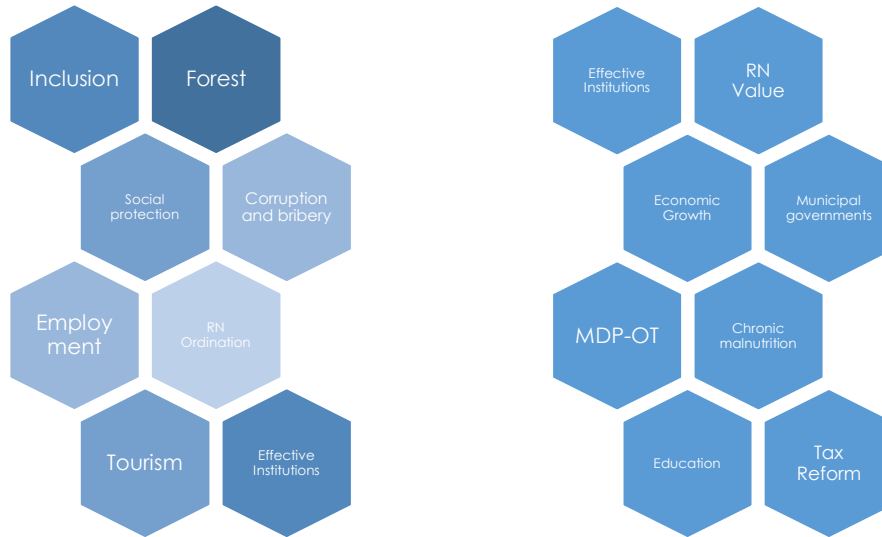 Inclusion
Forest
Social
protection
Corruption
and bribery
Employ
ment
RN
Ordination
Tourism
Effective
Institutions
Effective
Institutions
RN
Value
Economic
Growth
Municipal
governments
MDP-OT
Chronic
malnutrition
Education
Tax
Reform